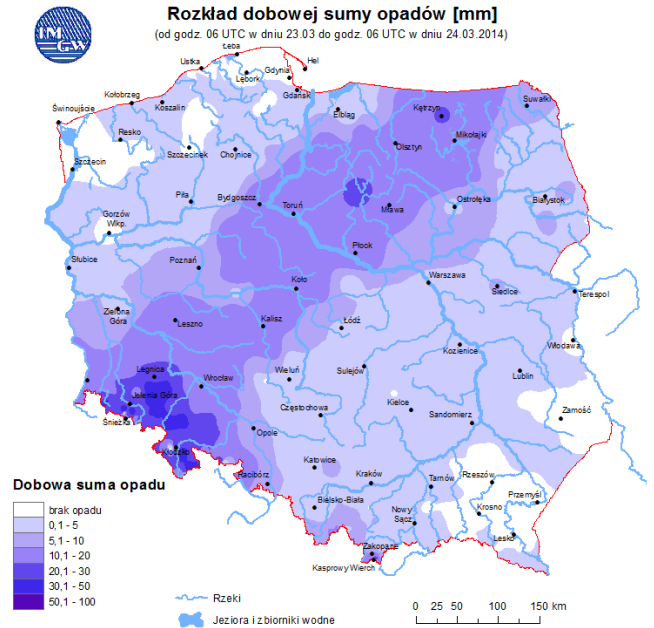 Rozkład dobowej sumy opadów [mm]
(od godz. 06 UTC w dniu 23.03 do godz. 06 UTC w dniu 24.03.2014)
IM
GW
Łeba
Hel
Ustka
Gdynia
Lębork
Gdańsk
Kołobrzeg
Koszalin
Świnoujście
Elbląg
Kętrzyn
Suwałki
Resko
Szczecinek
Chojnice
Olsztyn
Mikołajki
Szczecin
Piła
Bydgoszcz
Toruń
Mława
Ostrołęka
Białystok
Gorzów
Wlkp.
Płock
Słubice
Poznań
Koło
Warszawa
Siedlce
Terespol
Zielona
Góra
Leszno
Kalisz
Łódź
Kozienice
Włodawa
Legnica
Wrocław
Wieluń
Sulejów
Lublin
Jelenia Góra
Śnieżka
Częstochowa
Kielce
Sandomierz
Zamość
Opole
Kłodzko
Racibórz
Katowice
Kraków
Tarnów
Rzeszów
Przemyśl
Bielsko-Biała
Nowy
Sącz
Krosno
Lesko
Zakopane
Kasprowy Wierch
Dobowa suma opadu
brak opadu
0,1 - 5
5,1 - 10
10,1 - 20
20,1 - 30
30,1 - 50
50,1 - 100
Rzeki
Jeziora i zbiorniki wodne
0 25 50 100 150 km